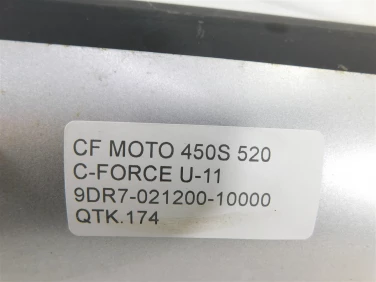 CF MOTO 450S 520
C-FORCE U-11
9DR7-021200-10000
QTK.174